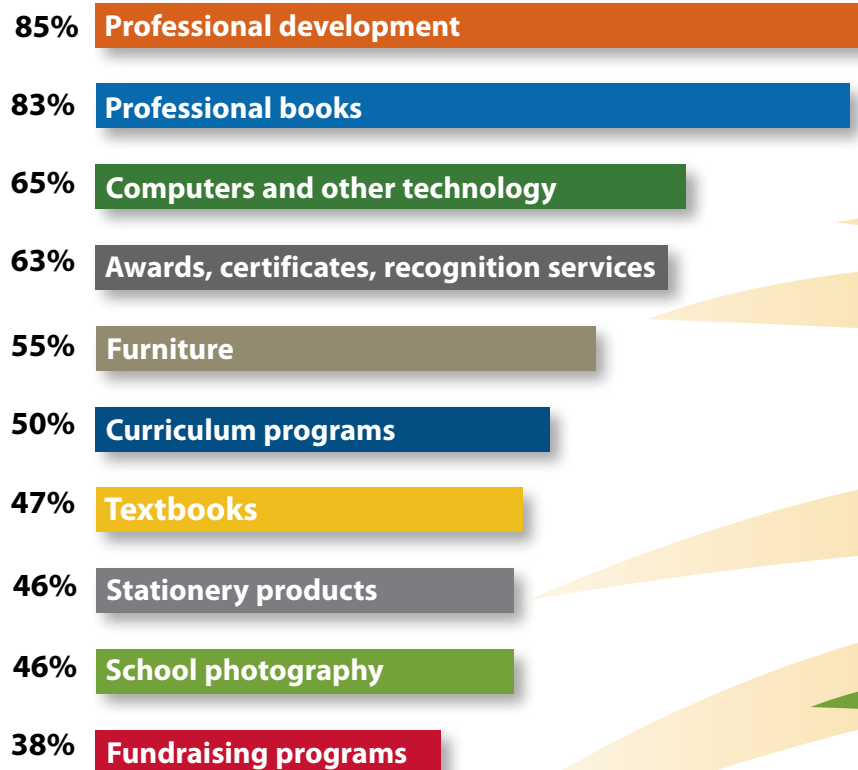 85% Professional development
83% Professional books
65% Computers and other technology
63% Awards, certificates, recognition services
55% Furniture
50% Curriculum programs
47% Textbooks
46% Stationery products
46% School photography
38% Fundraising programs